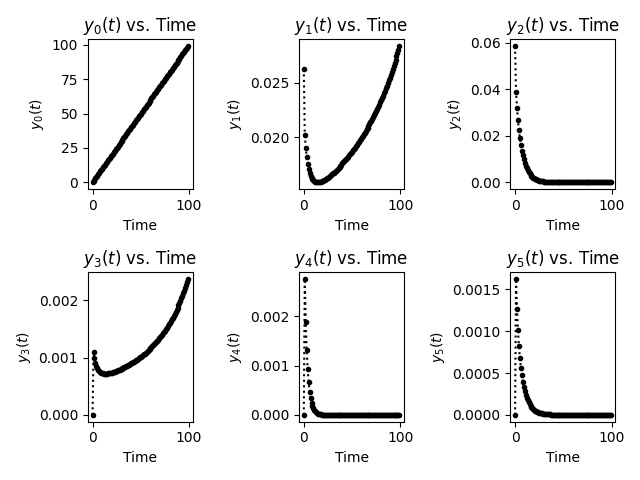 y₀(t) vs. Time
100
75
50
25
0
y₀(t)
0
100
Time
y₁(t) vs. Time
0.025
0.020
y₁(t)
0
100
Time
y₂(t) vs. Time
0.06
0.04
0.02
0.00
y₂(t)
0
100
Time
y₃(t) vs. Time
0.002
0.001
0.000
y₃(t)
0
100
Time
y₄(t) vs. Time
0.002
0.001
0.000
y₄(t)
0
100
Time
y₅(t) vs. Time
0.0015
0.0010
0.0005
0.0000
y₅(t)
0
100
Time